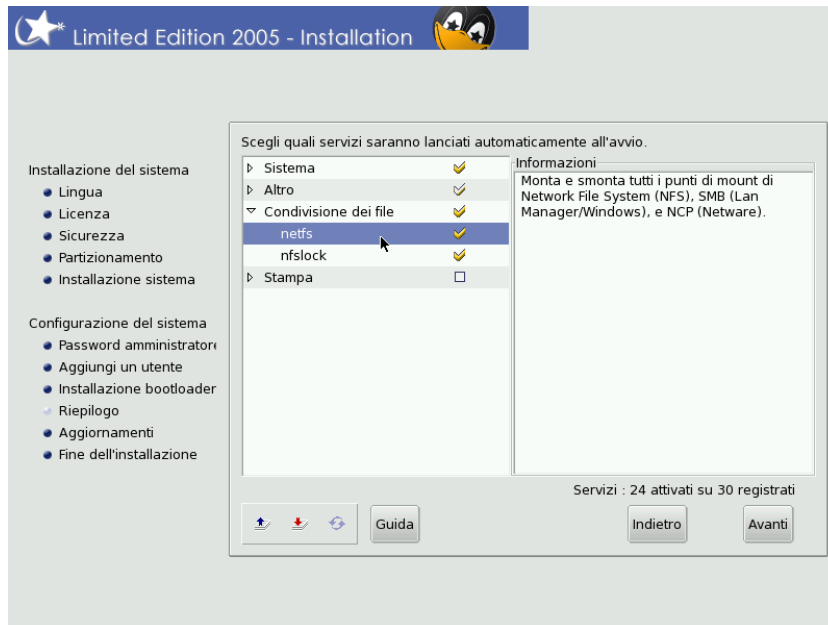 Limited Edition 2005 - Installation
Installazione del sistema
Lingua
Licenza
Sicurezza
Partizionamento
Installazione sistema
Configurazione del sistema
Password amministratore
Aggiungi un utente
Installazione bootloader
Riepilogo
Aggiornamenti
Fine dell'installazione
Scegli quali servizi saranno lanciati automaticamente all'avvio.
Sistema
Altro
Condivisione dei file
netfs
nfslock
Stampa
Informazioni
Monta e smonta tutti i punti di mount di
Network File System (NFS), SMB (Lan
Manager/Windows), e NCP (Netware).
Servizi : 24 attivati su 30 registrati
Guida
Indietro
Avanti